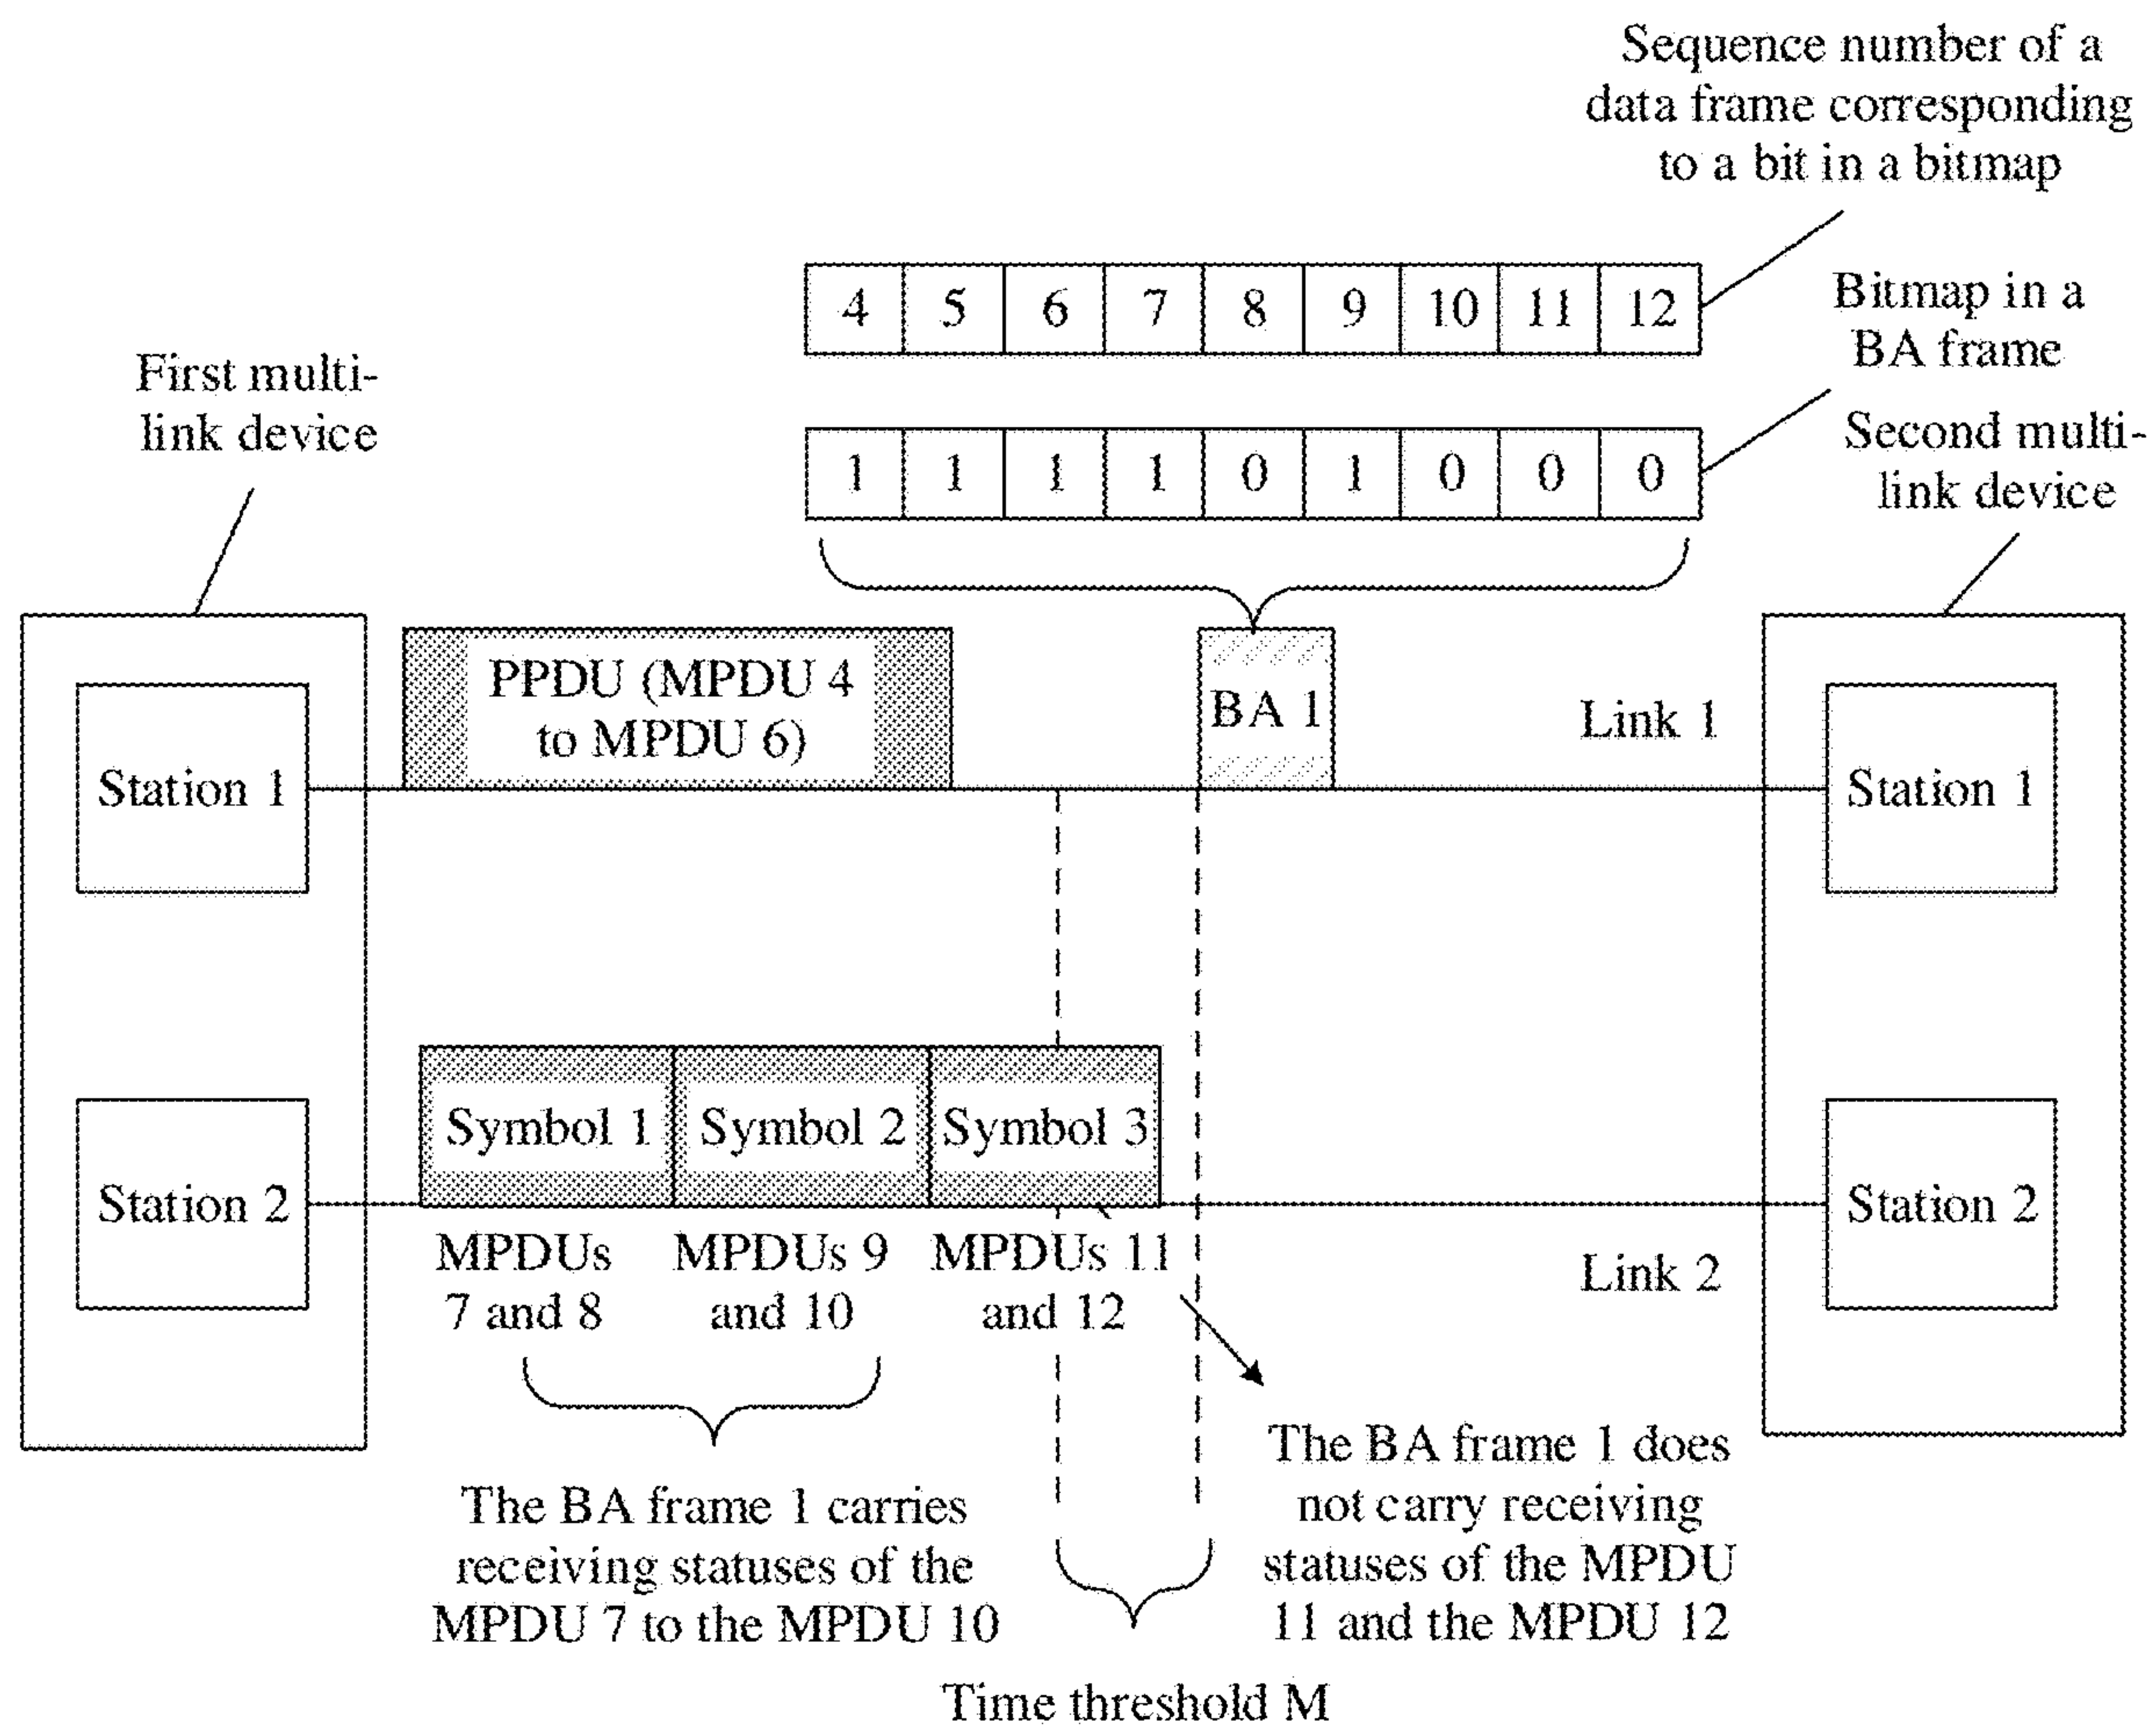 Sequence number of a
data frame corresponding
to a bit in a bitmap
4 5 6 7 8 9 10 11 12
Bitmap in a
BA frame
First multi-
link device
1 1 1 1 0 1 0 0 0
Second multi-
link device
PPDU (MPDU 4
to MPDU 6)
BA 1
Link 1
Station 1
Station 1
Symbol 1
Symbol 2
Symbol 3
Station 2
Station 2
MPDUs
7 and 8
MPDUs 9
and 10
MPDUs 11
and 12
Link 2
The BA frame 1 carries
receiving statuses of the
MPDU 7 to the MPDU 10
The BA frame 1 does
not carry receiving
statuses of the MPDU
11 and the MPDU 12
Time threshold M